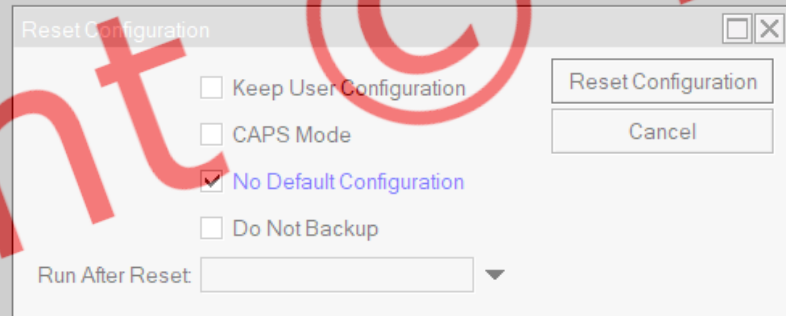 Reset Configuration
Keep User Configuration
Reset Configuration
CAPS Mode
Cancel
No Default Configuration
Do Not Backup
Run After Reset:
nt ©